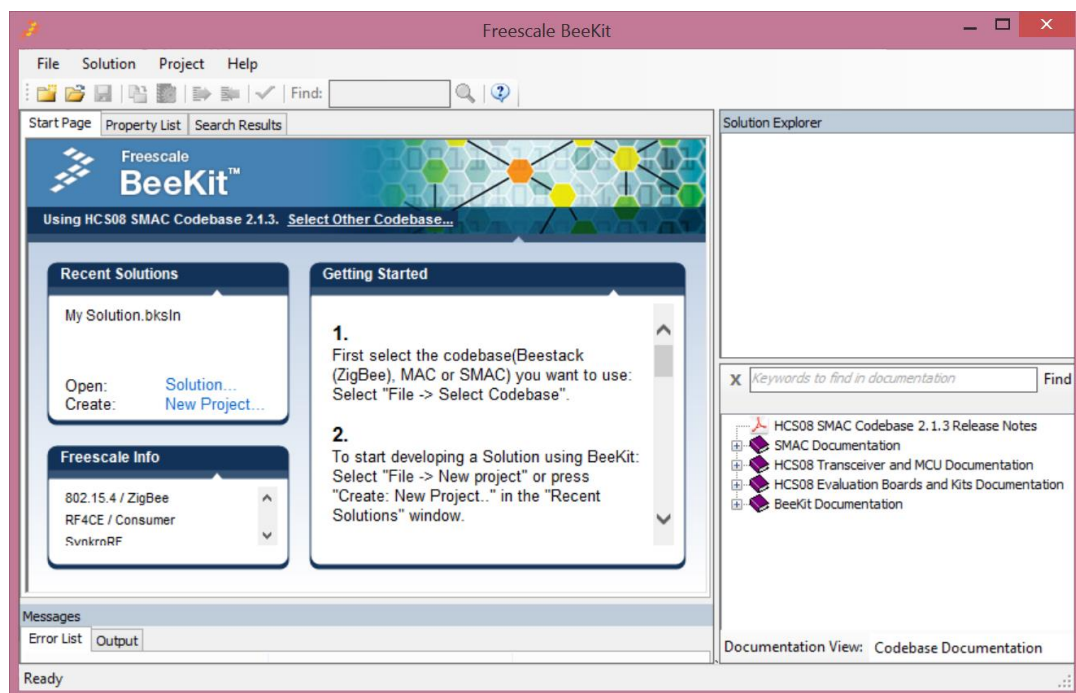 Freescale BeeKit
File Solution Project Help
Find:
Start Page Property List Search Results
Freescale
BeeKit™
Using HCS08 SMAC Codebase 2.1.3. Select Other Codebase...
Recent Solutions
My Solution.bksln
Open: Solution...
Create: New Project...
Freescale Info
802.15.4 / ZigBee
RF4CE / Consumer
SynkroRF
Getting Started
1.
First select the codebase(Beestack
(ZigBee), MAC or SMAC) you want to use:
Select "File -> Select Codebase".
2.
To start developing a Solution using BeeKit:
Select "File -> New project" or press
"Create: New Project.." in the "Recent
Solutions" window.
Messages
Error List Output
Solution Explorer
X Keywords to find in documentation Find
HCS08 SMAC Codebase 2.1.3 Release Notes
SMAC Documentation
HCS08 Transceiver and MCU Documentation
HCS08 Evaluation Boards and Kits Documentation
BeeKit Documentation
Documentation View: Codebase Documentation
Ready